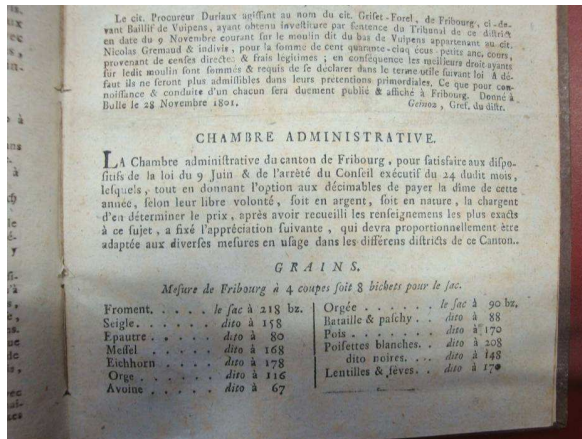 Le cit. Procureur Duriaux agissant au nom du cit. Griset-Forel, de Fribourg, ci-de-
vant Baillif de Vuipens, ayant obtenu investiture par sentence du Tribunal de ce district
en date du 9 Novembre courant sur le moulin dit du bas de Vuipens appartenant au cit.
Nicolas Gremaud & indivis, pour la somme de cent quarante-cinq écus petits anc. cours,
provenant de censes directe: & frais légitimes; en conséquence les meilleurs droit ayants
sur ledit moulin sont sommés & requis de se déclarer dans le terme utile suivant loi À dé-
faut ils ne seront plus admissibles dans leurs prétentions primordiales. Ce que pour con-
noissance & conduite d'un chacun sera duement publié & affiché à Fribourg. Donné à
Bulle le 28 Novembre 1801. Geinoz, Gref. du distr.
CHAMBRE ADMINISTRATIVE.
LA Chambre administrative du canton de Fribourg, pour satisfaire aux dispo-
sitifs de la loi du 9 Juin & de l'arrêté du Conseil exécutif du 24 dudit mois,
lesquels, tout en donnant l'option aux décimables de payer la dîme de cette
année, selon leur libre volonté, soit en argent, soit en nature, la chargent
d'en déterminer le prix, après avoir recueilli les renseignemens les plus exacts
à ce sujet, a fixé l'appréciation suivante, qui devra proportionnellement être
adaptée aux diverses mesures en usage dans les différens districts de ce Canton..
GRAINS.
Mesure de Fribourg à 4 coupes soit 8 bichets pour le sac.
Froment. . . . . le sac à 218 bz.
Seigle. . . . . . dito à 158
Epautre . . . . . dito à 80
Messel . . . . . dito à 168
Eichhorn . . . . dito à 178
Orge . . . . . . dito à 116
Avoine . . . . . dito à 67
Orgée . . . . . . le sac à 90 bz.
Bataille & paschy . . dito à 88
Pois . . . . . . dito à 170
Poisettes blanches. . dito à 208
dito noires. . . . dito à 148
Lentilles & fèves. . dito à 170